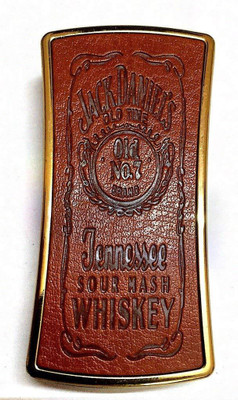 JACK DANIEL'S
OLD TIME
Old
NO.7
BRAND
Tennessee
SOUR MASH
WHISKEY